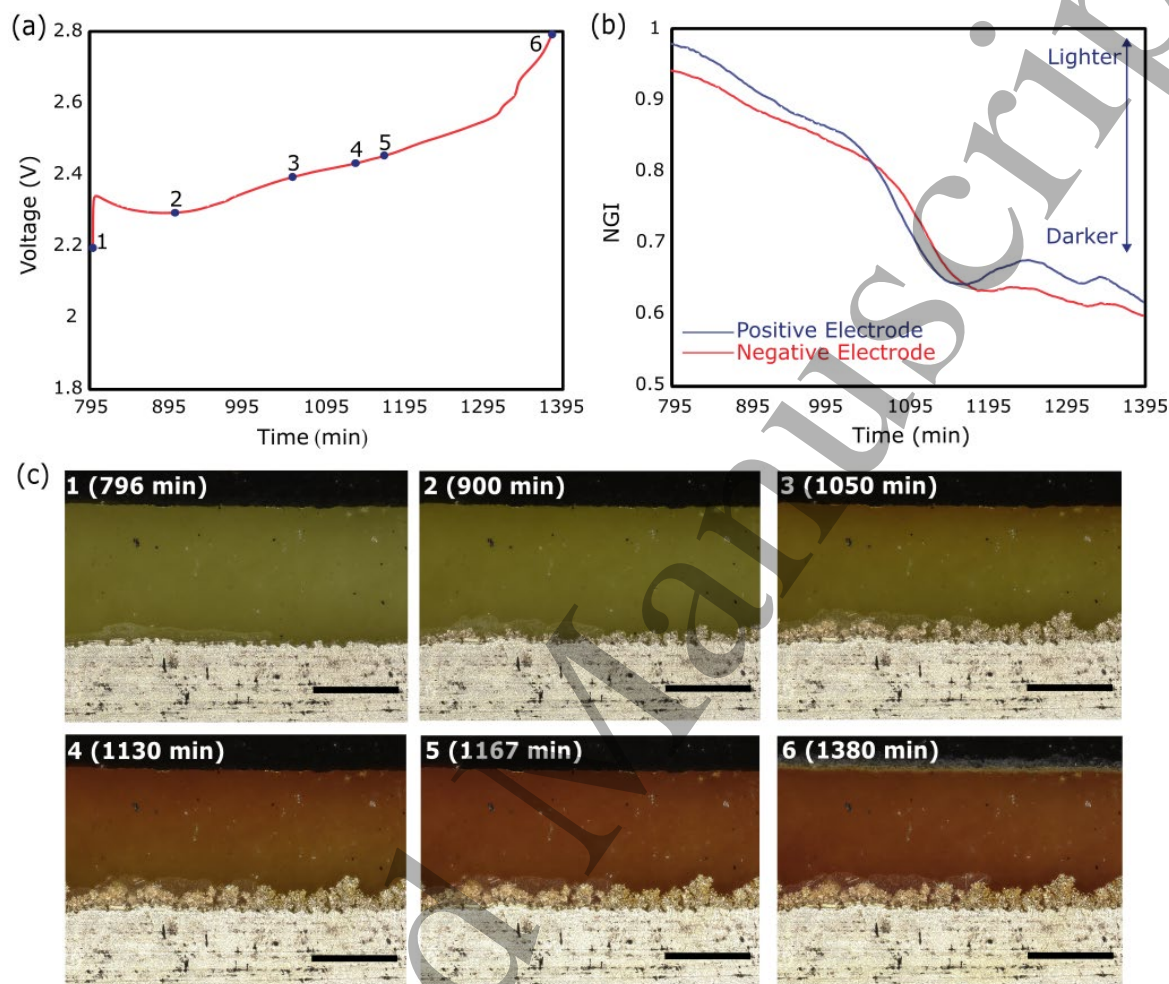 (a)
2.8
2.6
2.4
2.2
2
1.8
Voltage (V)
1
2
3
4
5
6
795 895 995 1095 1195 1295 1395
Time (min)
(b)
1
0.9
0.8
0.7
0.6
0.5
NGI
Lighter
Darker
Positive Electrode
Negative Electrode
795 895 995 1095 1195 1295 1395
Time (min)
(c)
1 (796 min)
2 (900 min)
3 (1050 min)
4 (1130 min)
5 (1167 min)
6 (1380 min)
d Manuscrip